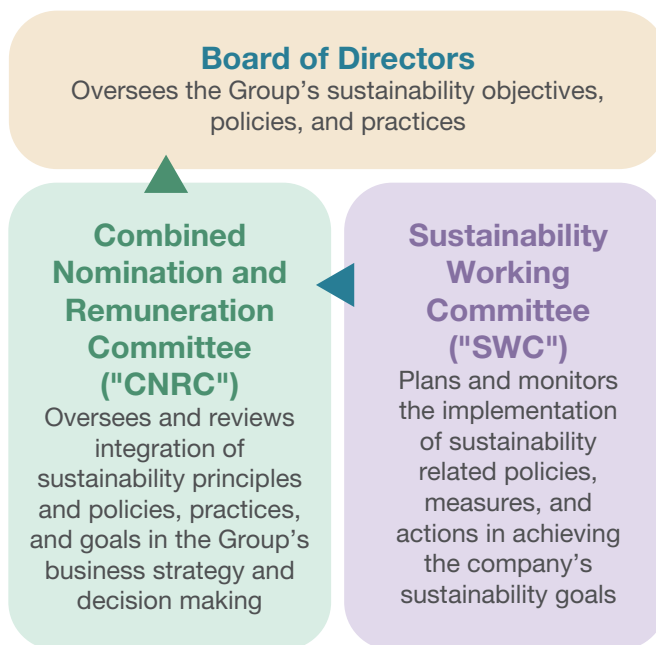 Board of Directors
Oversees the Group’s sustainability objectives,
policies, and practices
Combined
Nomination and
Remuneration
Committee
("CNRC")
Oversees and reviews
integration of
sustainability principles
and policies, practices,
and goals in the Group’s
business strategy and
decision making
Sustainability
Working
Committee
("SWC")
Plans and monitors
the implementation
of sustainability
related policies,
measures, and
actions in achieving
the company’s
sustainability goals